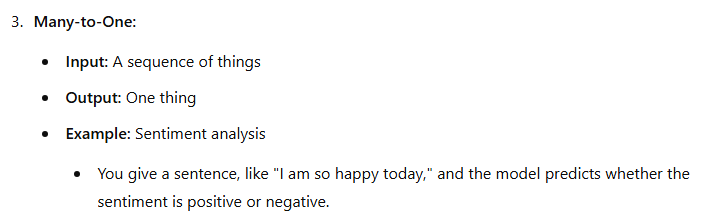 3. Many-to-One:
• Input: A sequence of things
• Output: One thing
• Example: Sentiment analysis
• You give a sentence, like "I am so happy today," and the model predicts whether the
sentiment is positive or negative.